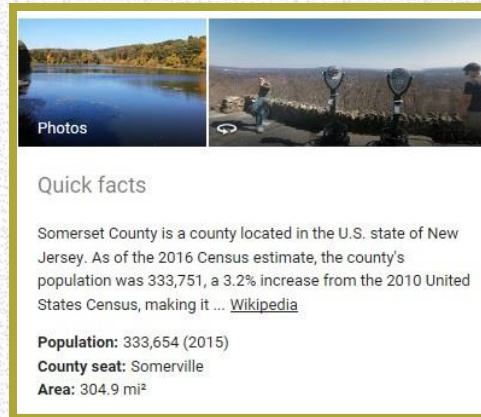 Photos
Quick facts
Somerset County is a county located in the U.S. state of New
Jersey. As of the 2016 Census estimate, the county's
population was 333,751, a 3.2% increase from the 2010 United
States Census, making it ... Wikipedia
Population: 333,654 (2015)
County seat: Somerville
Area: 304.9 mi²